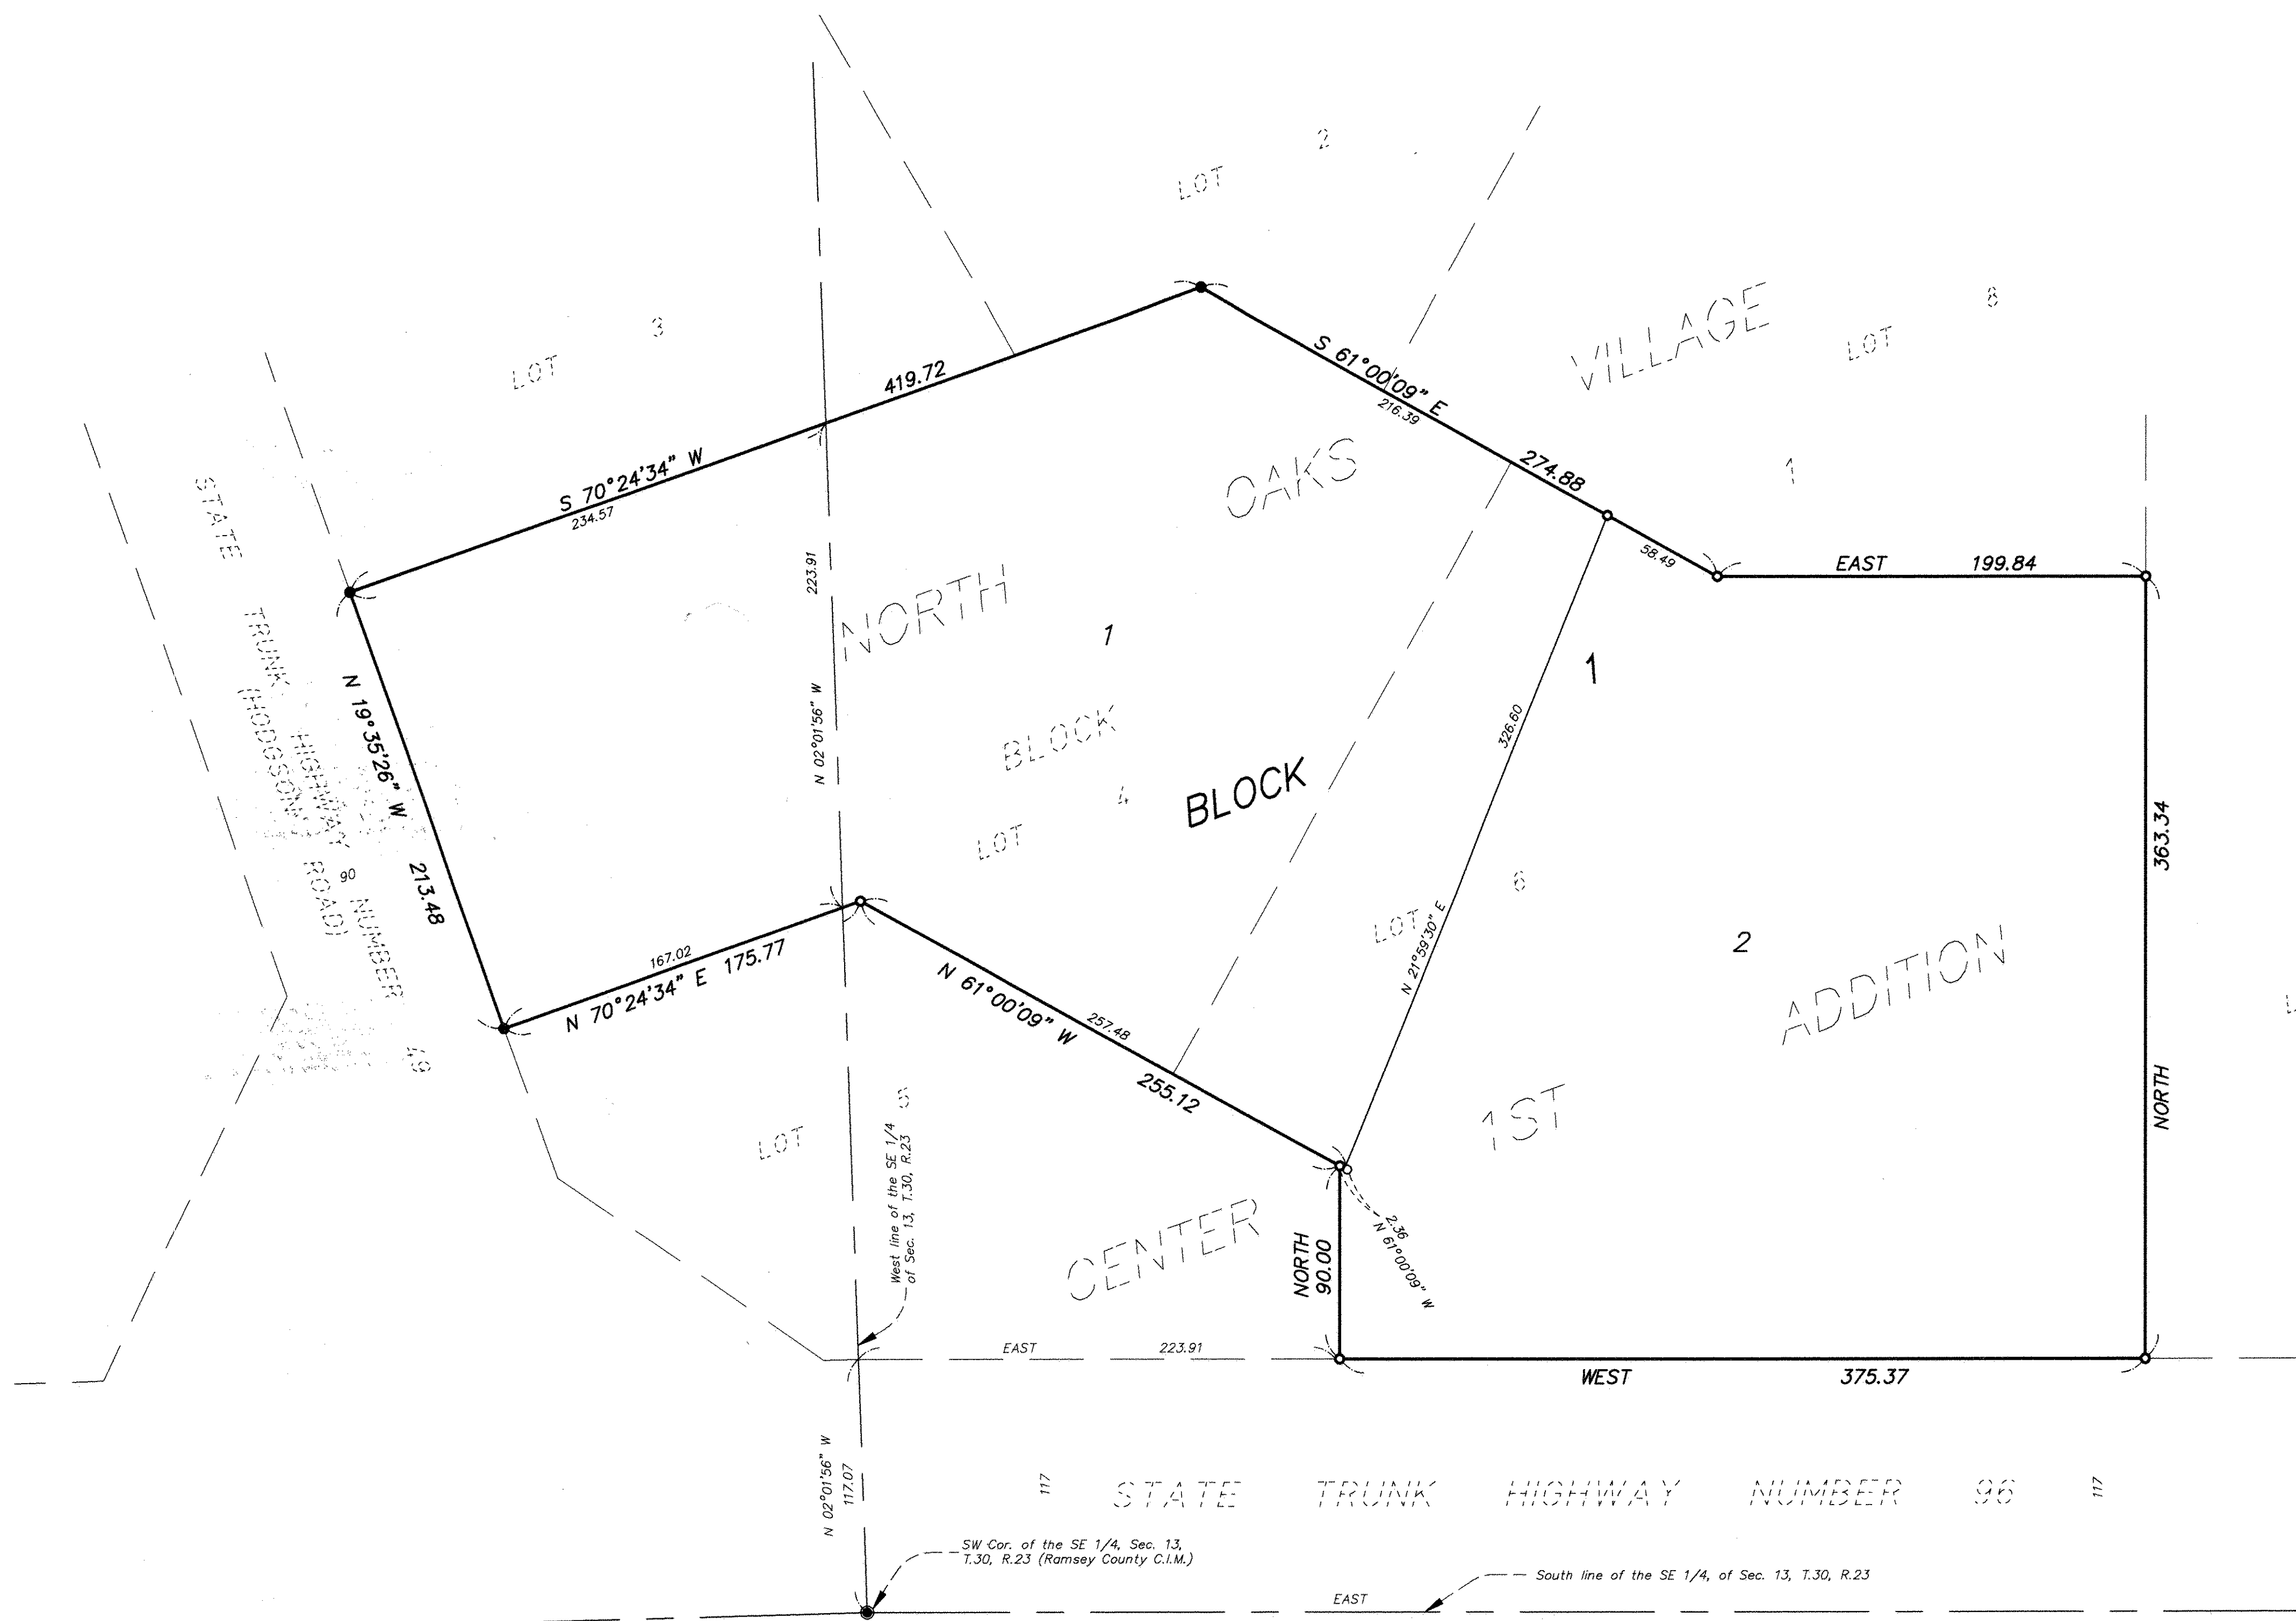 2
LOT
VILLAGE
8
LOT
3
LOT
419.72
S 61°00'09" E
216.39
OAKS
274.88
1
S 70°24'34" W
234.57
58.49
EAST 199.84
STATE TRUNK HIGHWAY NUMBER 49
(HODGSON ROAD)
90
223.91
N 02°01'56" W
NORTH
1
1
BLOCK
4
LOT
BLOCK
326.60
N 21°59'30" E
N 19°35'26" W 213.48
363.34
NORTH
6
LOT
2
ADDITION
167.02
N 70°24'34" E 175.77
N 61°00'09" W
257.48
255.12
5
LOT
1ST
CENTER
West line of the SE 1/4
of Sec. 13, T.30, R.23
NORTH
90.00
2.36
N 61°00'09" W
EAST 223.91
WEST 375.37
N 02°01'56" W
117.07
117
STATE TRUNK HIGHWAY NUMBER 96
117
SW Cor. of the SE 1/4, Sec. 13,
T.30, R.23 (Ramsey County C.I.M.)
South line of the SE 1/4, of Sec. 13, T.30, R.23
EAST